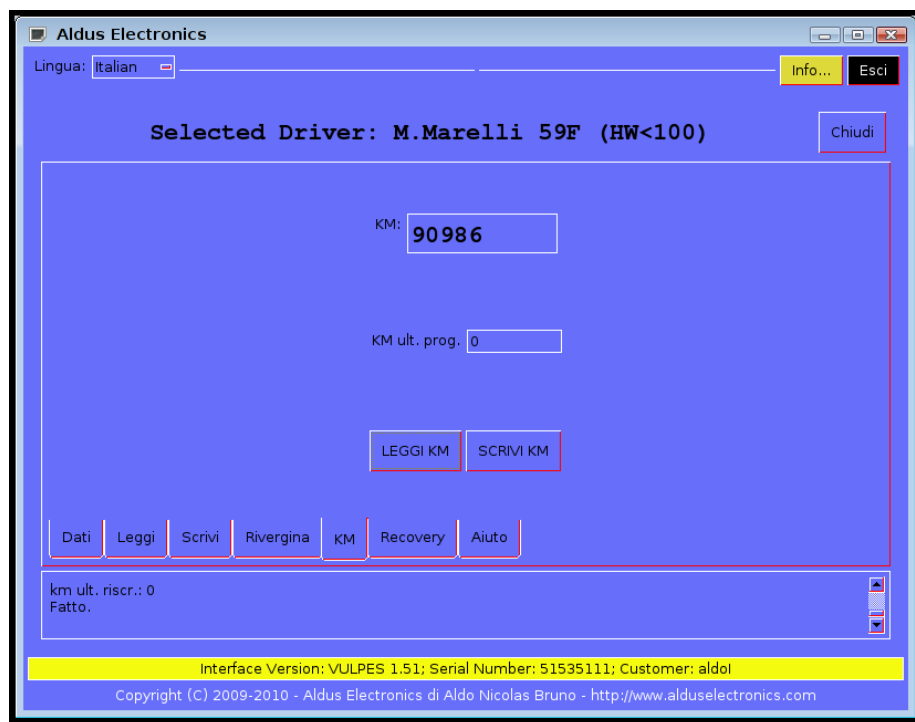 Aldus Electronics
Lingua: Italian
Info...
Esci
Selected Driver: M.Marelli 59F (HW<100)
Chiudi
KM: 90986
KM ult. prog. 0
LEGGI KM
SCRIVI KM
Dati
Leggi
Scrivi
Rivergina
KM
Recovery
Aiuto
km ult. riscr.: 0
Fatto.
Interface Version: VULPES 1.51; Serial Number: 51535111; Customer: aldol
Copyright (C) 2009-2010 - Aldus Electronics di Aldo Nicolas Bruno - http://www.alduselectronics.com